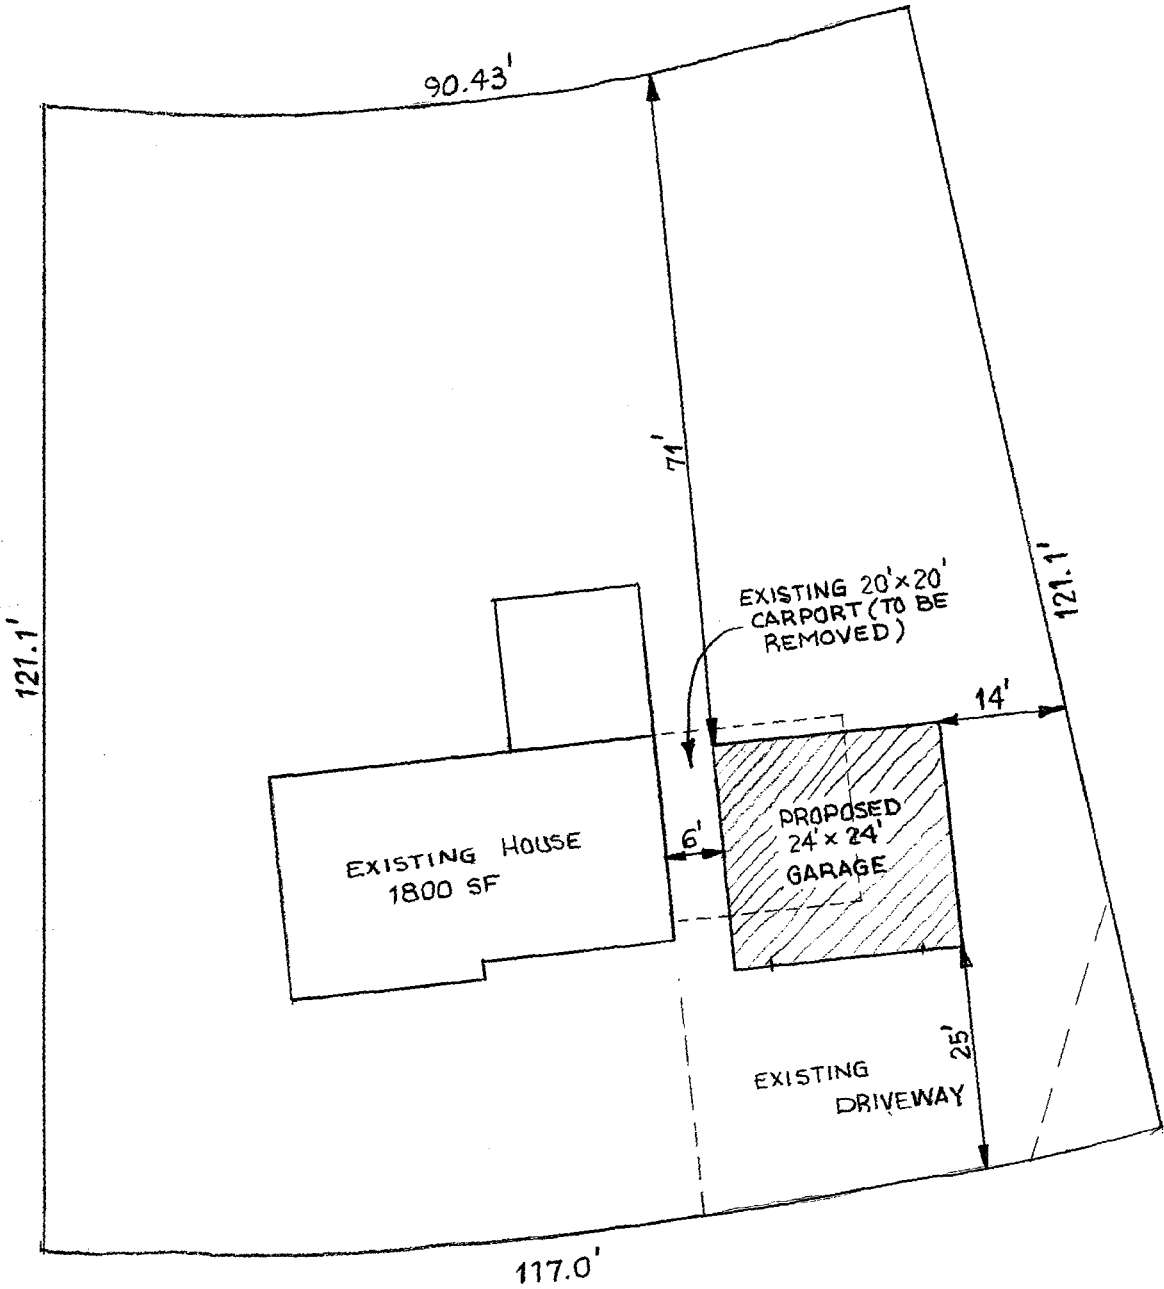 90.43'
71'
121.1'
121.1'
EXISTING 20'x20'
CARPORT (TO BE
REMOVED)
14'
6'
PROPOSED
24'x 24'
GARAGE
EXISTING HOUSE
1800 SF
25'
EXISTING
DRIVEWAY
117.0'